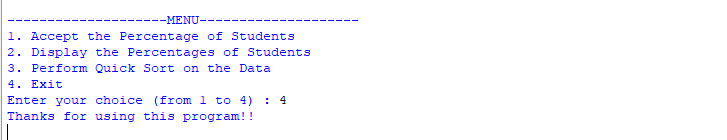 --------------------MENU--------------------
1. Accept the Percentage of Students
2. Display the Percentages of Students
3. Perform Quick Sort on the Data
4. Exit
Enter your choice (from 1 to 4) : 4
Thanks for using this program!!